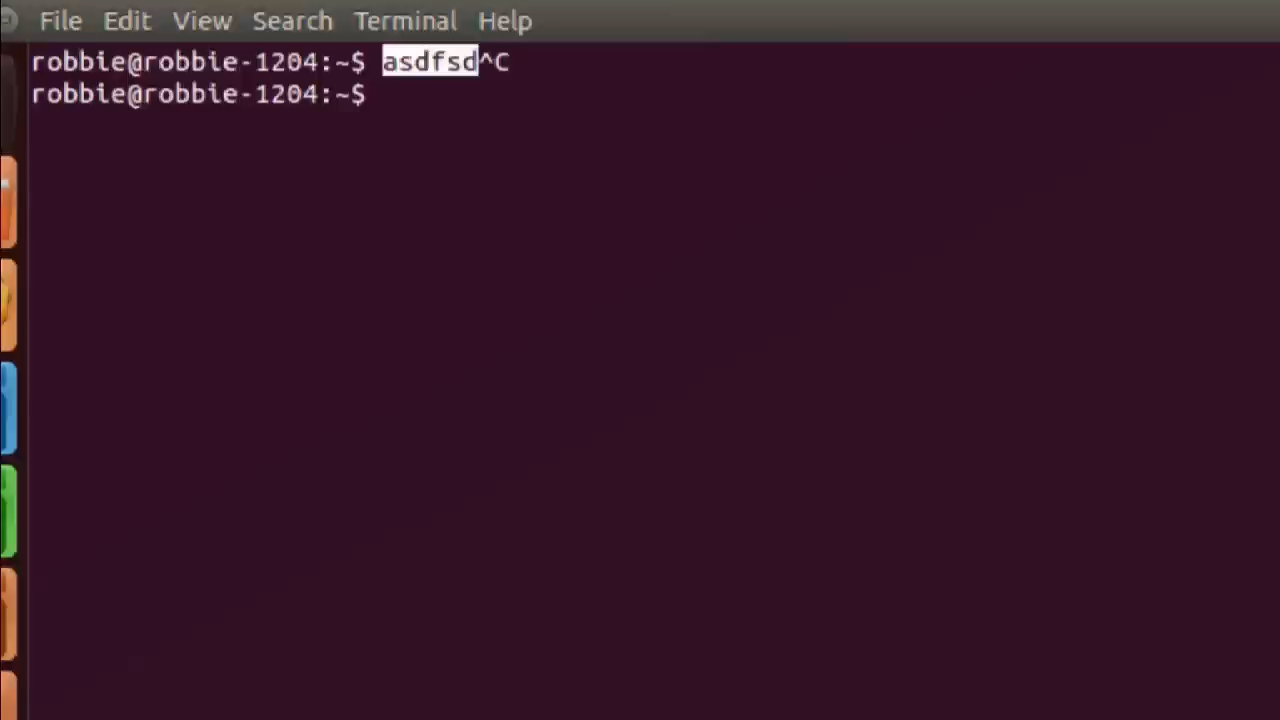 File Edit View Search Terminal Help
robbie@robbie-1204:~$ asdfsd^C
robbie@robbie-1204:~$